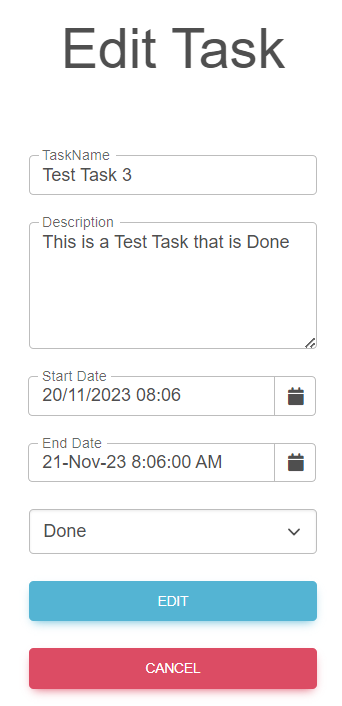 Edit Task
TaskName
Test Task 3
Description
This is a Test Task that is Done
Start Date
20/11/2023 08:06
End Date
21-Nov-23 8:06:00 AM
Done
EDIT
CANCEL